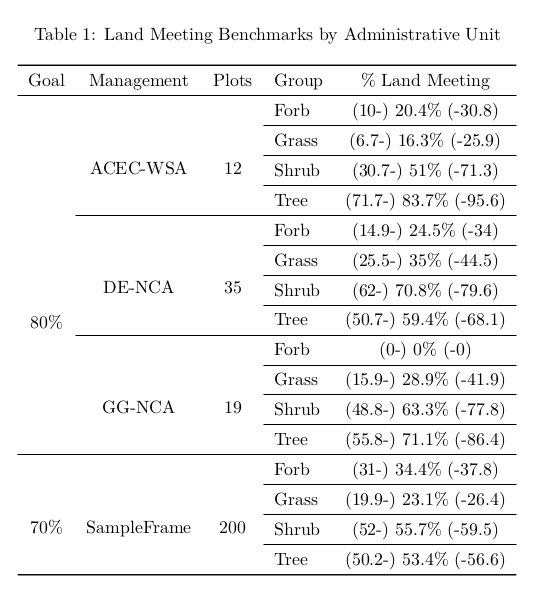 Table 1: Land Meeting Benchmarks by Administrative Unit
Goal Management Plots Group % Land Meeting
Forb (10-) 20.4% (-30.8)
Grass (6.7-) 16.3% (-25.9)
ACEC-WSA 12
Shrub (30.7-) 51% (-71.3)
Tree (71.7-) 83.7% (-95.6)
Forb (14.9-) 24.5% (-34)
Grass (25.5-) 35% (-44.5)
DE-NCA 35
Shrub (62-) 70.8% (-79.6)
80%
Tree (50.7-) 59.4% (-68.1)
Forb (0-) 0% (-0)
Grass (15.9-) 28.9% (-41.9)
GG-NCA 19
Shrub (48.8-) 63.3% (-77.8)
Tree (55.8-) 71.1% (-86.4)
Forb (31-) 34.4% (-37.8)
Grass (19.9-) 23.1% (-26.4)
70% SampleFrame 200
Shrub (52-) 55.7% (-59.5)
Tree (50.2-) 53.4% (-56.6)